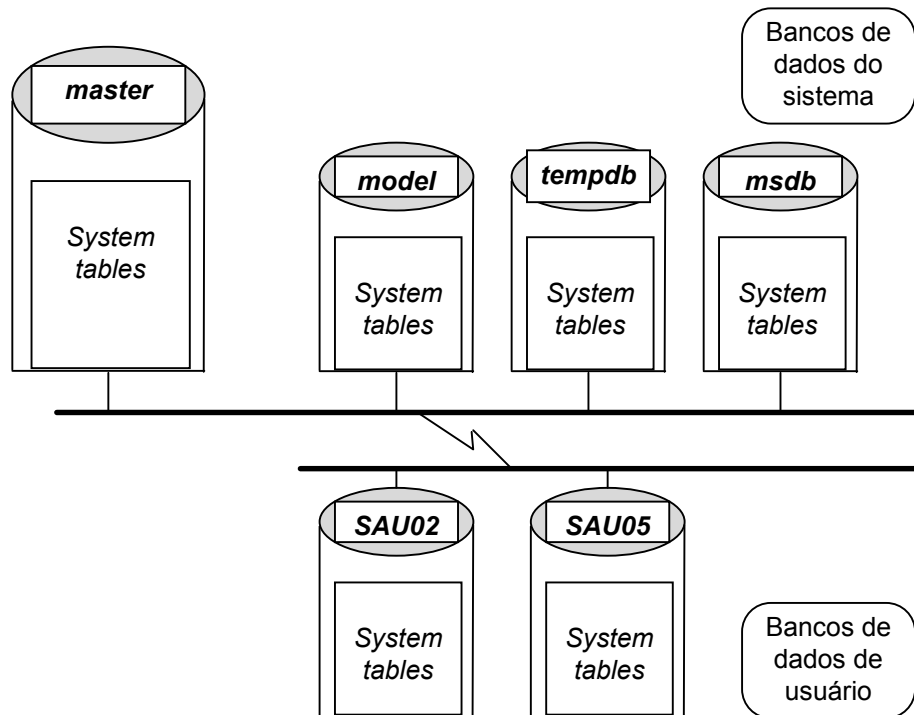 Bancos de
dados do
sistema
master
model
tempdb
msdb
System
tables
System
tables
System
tables
System
tables
SAU02
SAU05
System
tables
System
tables
Bancos de
dados de
usuário